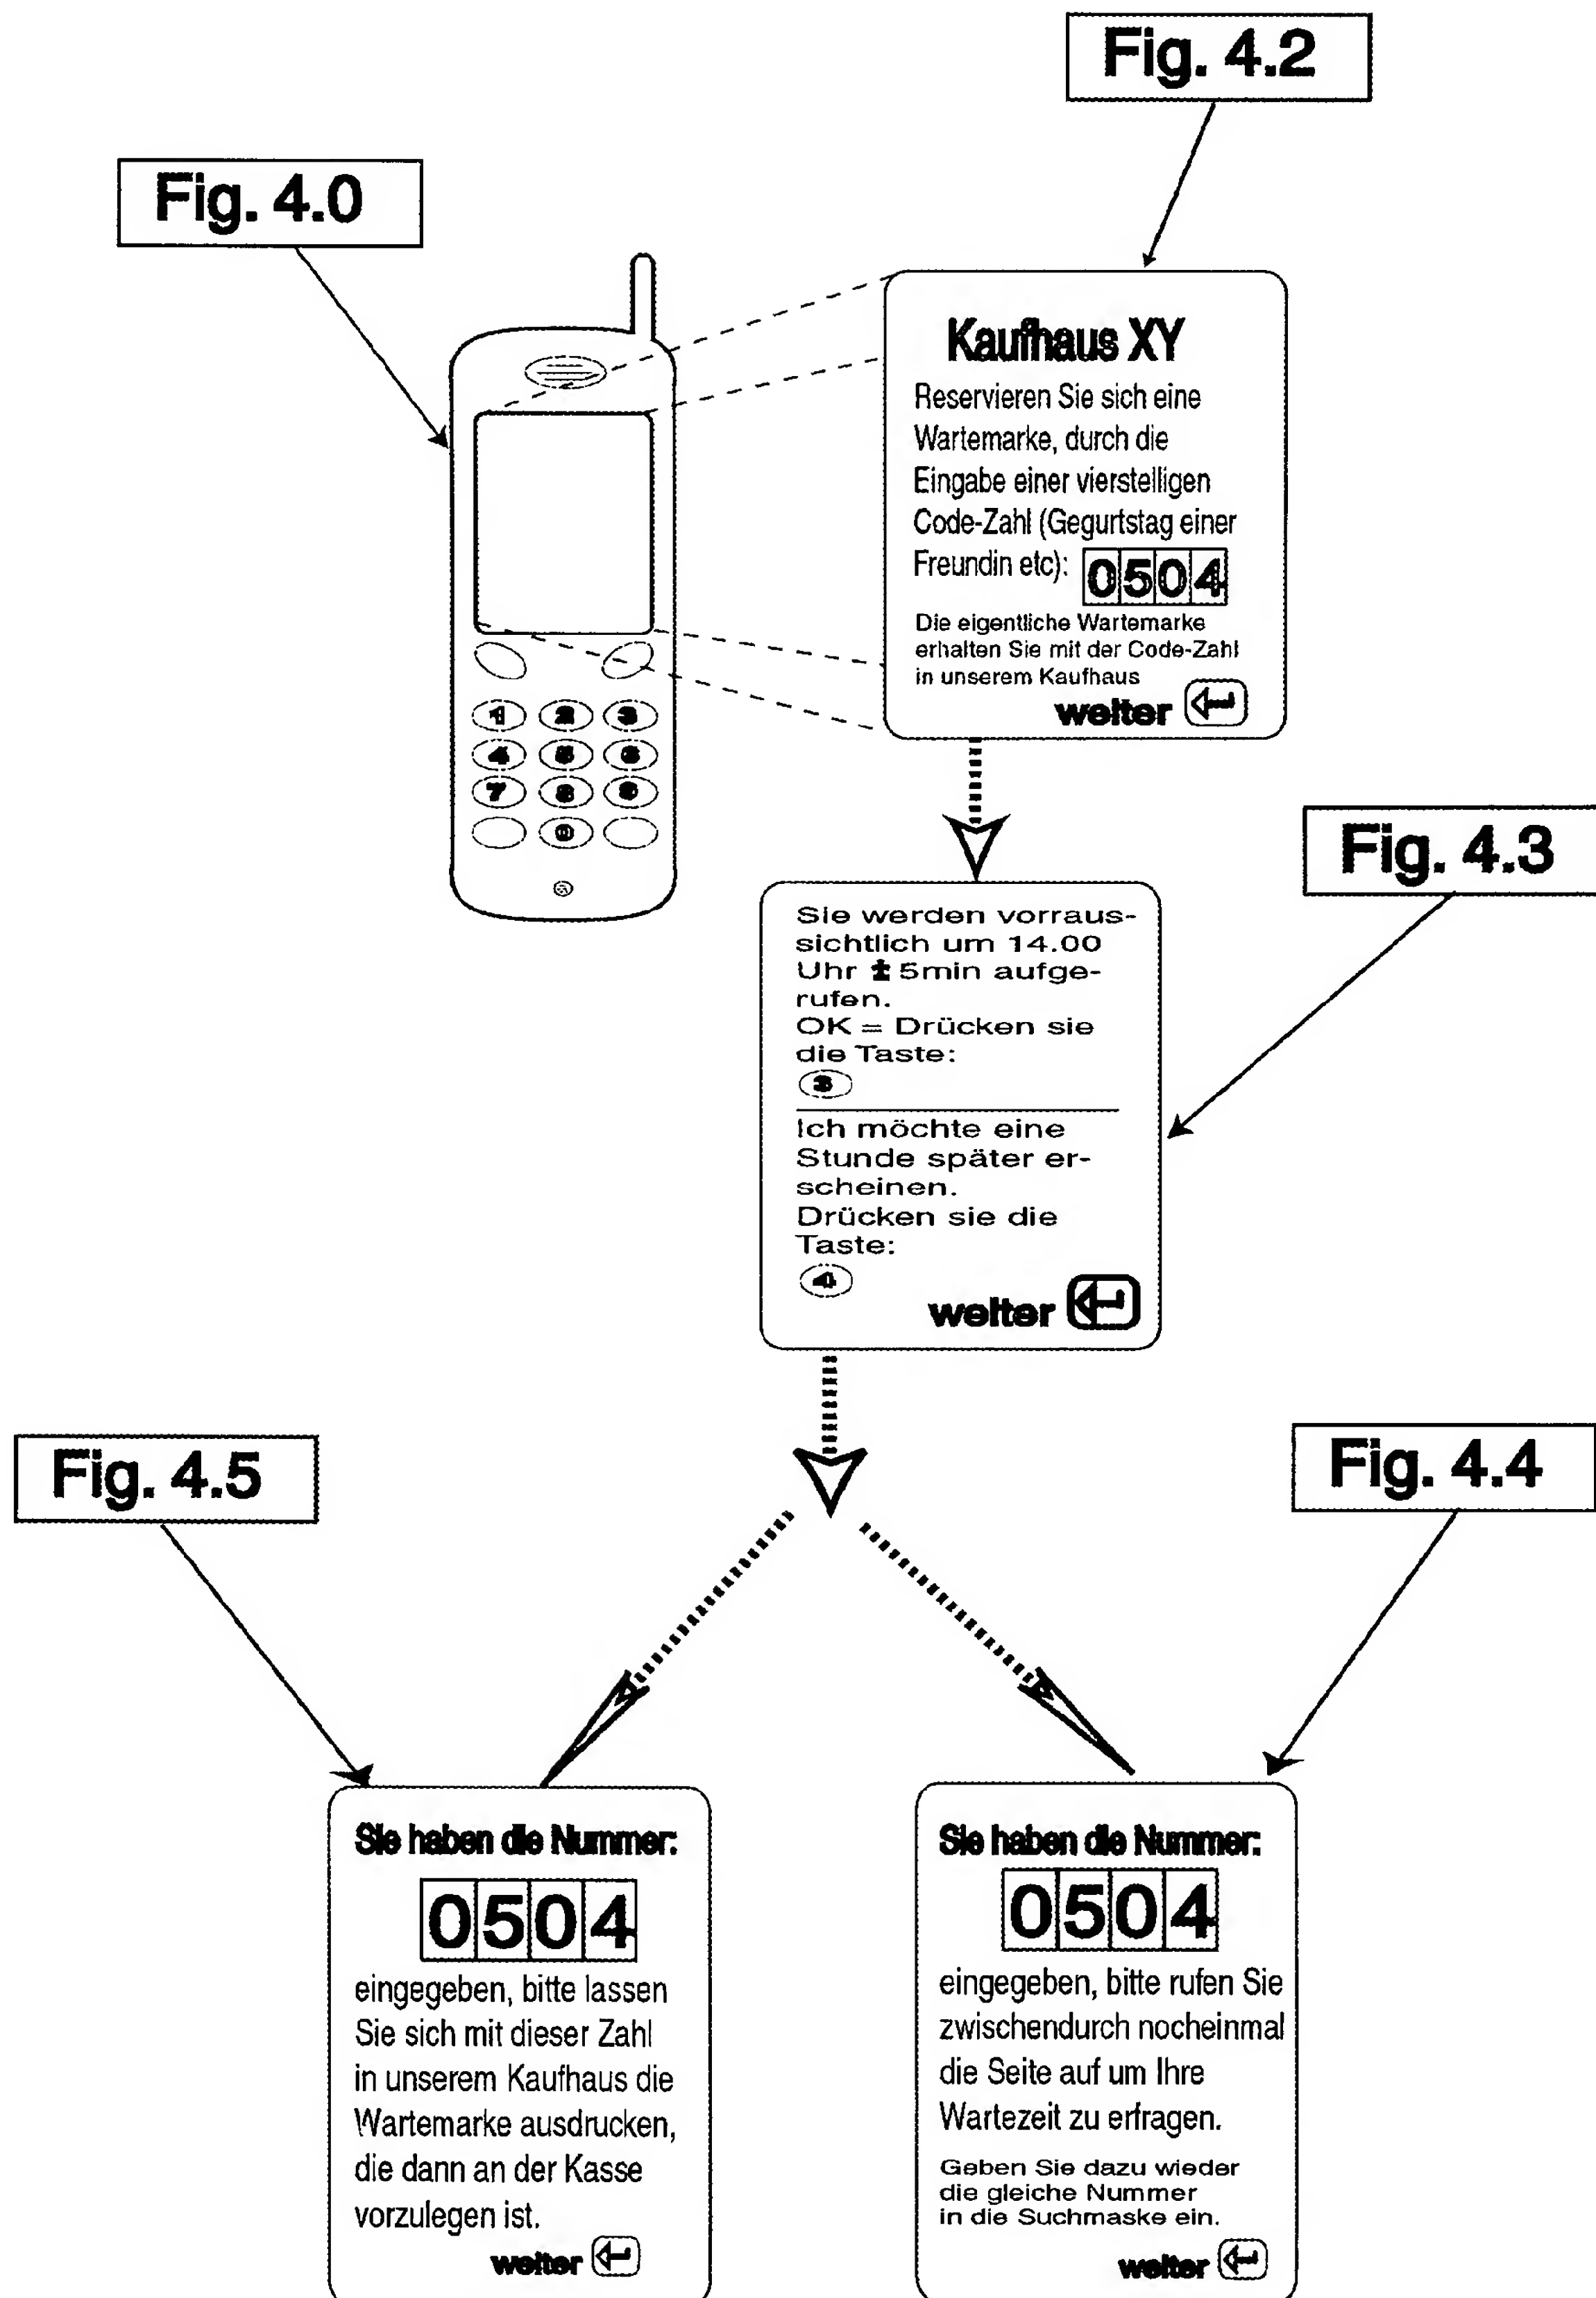 Fig. 4.2
Fig. 4.0
Kaufhaus XY
Reservieren Sie sich eine
Wartemarke, durch die
Eingabe einer vierstelligen
Code-Zahl (Gegurtstag einer
Freundin etc): 0504
Die eigentliche Wartemarke
erhalten Sie mit der Code-Zahl
in unserem Kaufhaus
weiter
1 2 3
4 5 6
7 8 9
0
Fig. 4.3
Sie werden vorraus-
sichtlich um 14.00
Uhr ± 5min aufge-
rufen.
OK = Drücken sie
die Taste:
3
Ich möchte eine
Stunde später er-
scheinen.
Drücken sie die
Taste:
4
weiter
Fig. 4.5
Fig. 4.4
Sie haben die Nummer:
0504
eingegeben, bitte lassen
Sie sich mit dieser Zahl
in unserem Kaufhaus die
Wartemarke ausdrucken,
die dann an der Kasse
vorzulegen ist.
weiter
Sie haben die Nummer:
0504
eingegeben, bitte rufen Sie
zwischendurch nocheinmal
die Seite auf um Ihre
Wartezeit zu erfragen.
Geben Sie dazu wieder
die gleiche Nummer
in die Suchmaske ein.
weiter